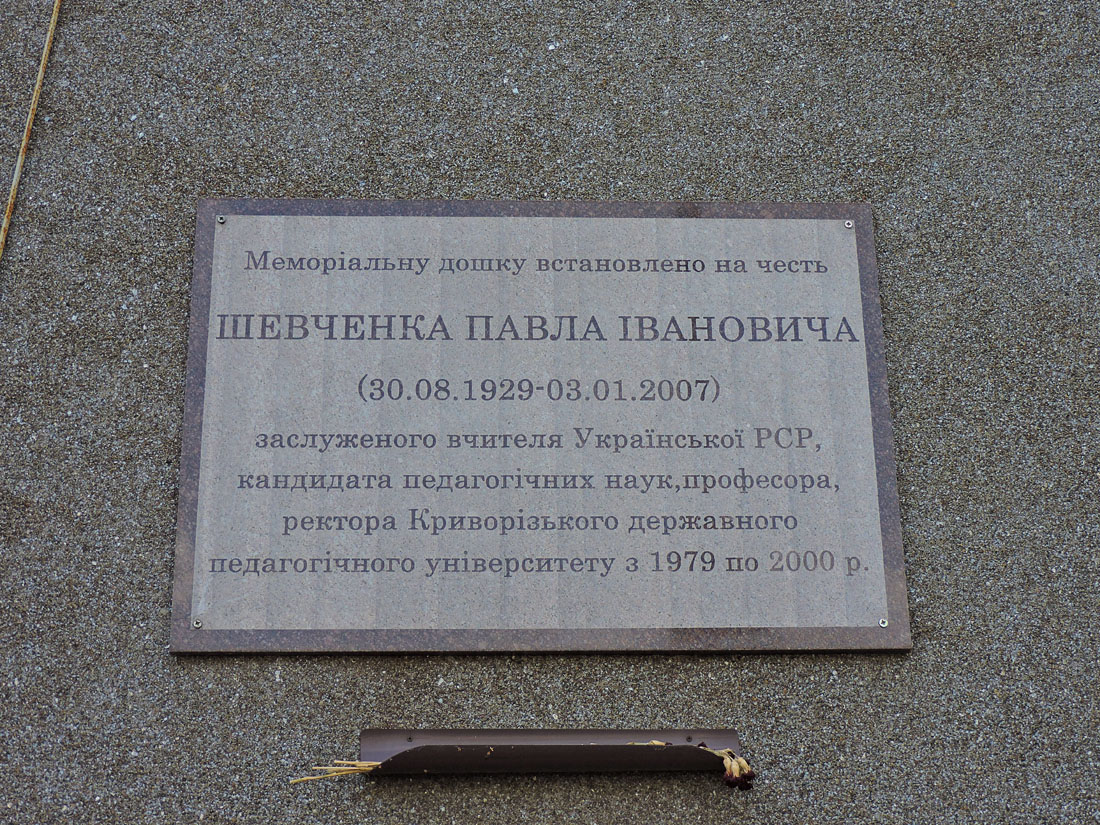 Меморіальну дошку встановлено на честь
ШЕВЧЕНКА ПАВЛА ІВАНОВИЧА
(30.08.1929-03.01.2007)
заслуженого вчителя Української РСР,
кандидата педагогічних наук,професора,
ректора Криворізького державного
педагогічного університету з 1979 по 2000 р.